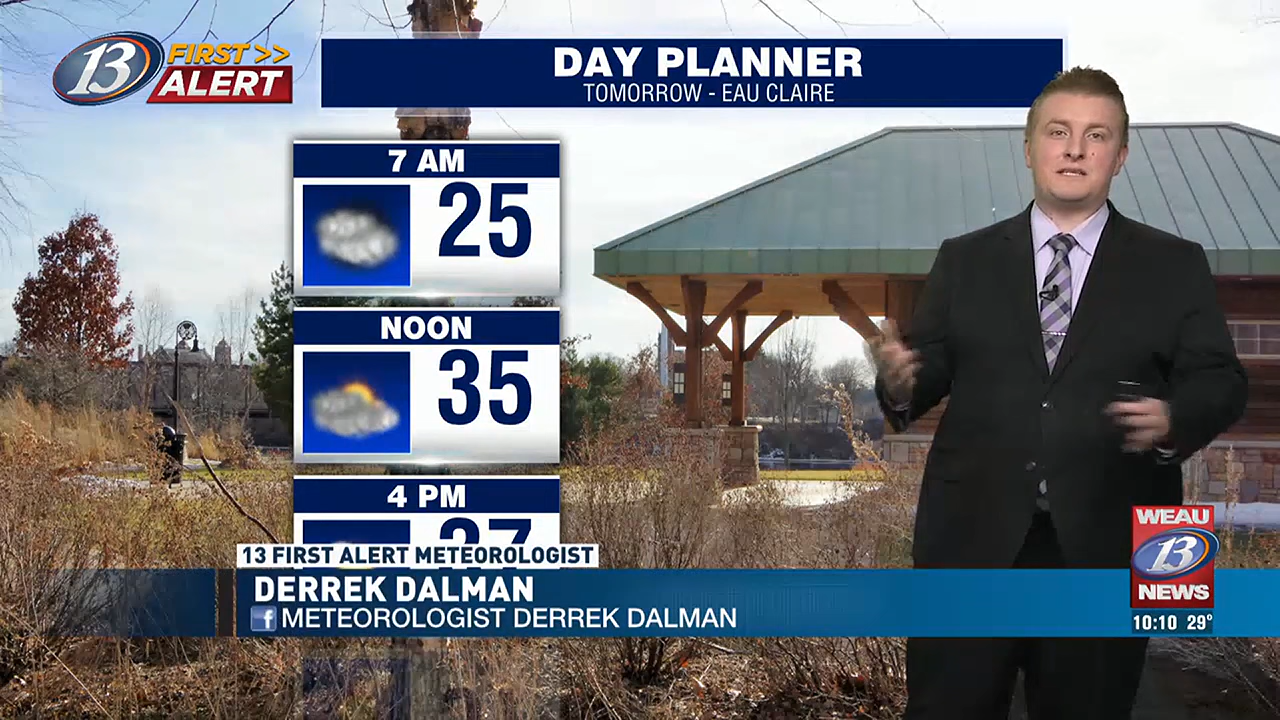 13 FIRST >>
ALERT
DAY PLANNER
TOMORROW - EAU CLAIRE
7 AM
25
NOON
35
4 PM
13 FIRST ALERT METEOROLOGIST
DERREK DALMAN
f METEOROLOGIST DERREK DALMAN
WEAU
13
NEWS
10:10 29°